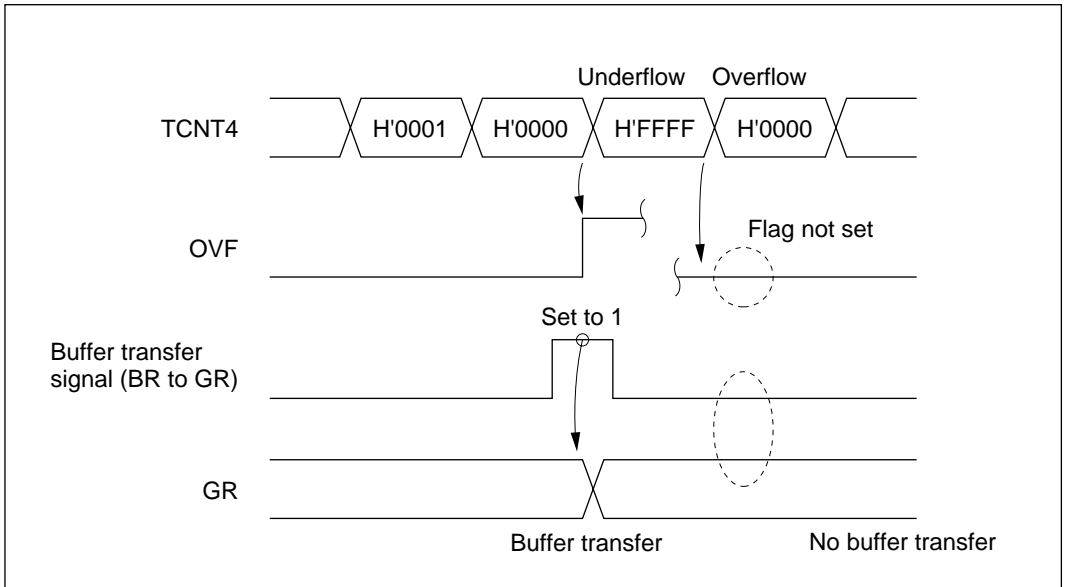 Underflow Overflow
TCNT4 H'0001 H'0000 H'FFFF H'0000
OVF
Flag not set
Set to 1
Buffer transfer
signal (BR to GR)
GR
Buffer transfer
No buffer transfer